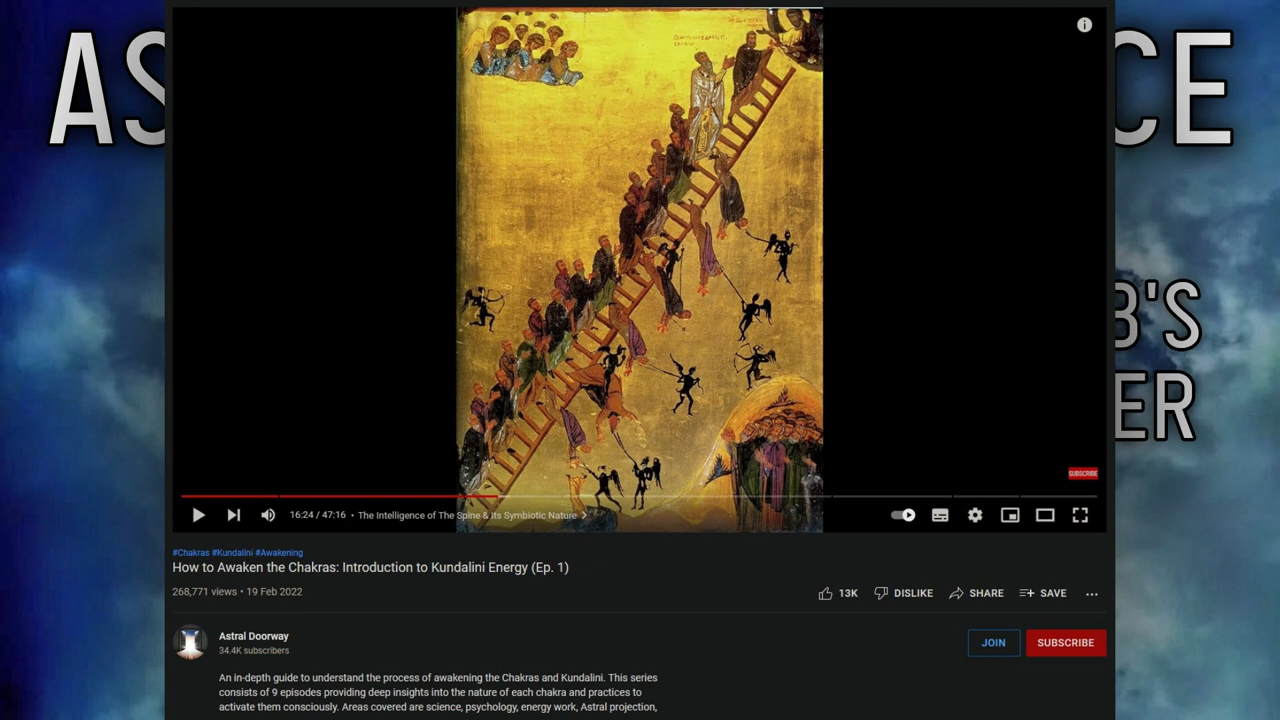 AS
CE
B'S
ER
SUBSCRIBE
16:24 / 47:16 • The Intelligence of The Spine & Its Symbiotic Nature
#Chakras #Kundalini #Awakening
How to Awaken the Chakras: Introduction to Kundalini Energy (Ep. 1)
268,771 views • 19 Feb 2022
13K DISLIKE SHARE SAVE
Astral Doorway
34.4K subscribers
JOIN SUBSCRIBE
An in-depth guide to understand the process of awakening the Chakras and Kundalini. This series
consists of 9 episodes providing deep insights into the nature of each chakra and practices to
activate them consciously. Areas covered are science, psychology, energy work, Astral projection,